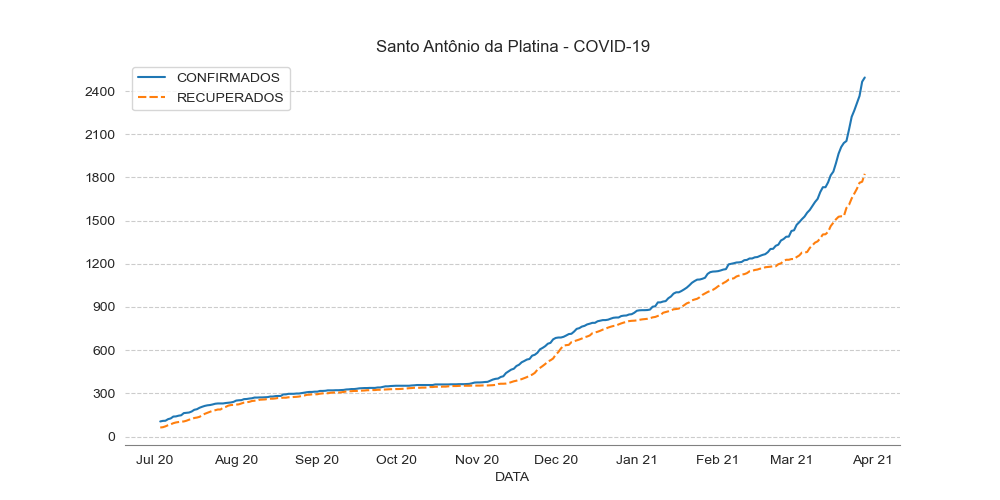 Santo Antônio da Platina - COVID-19
CONFIRMADOS
RECUPERADOS
2400
2100
1800
1500
1200
900
600
300
0
Jul 20 Aug 20 Sep 20 Oct 20 Nov 20 Dec 20 Jan 21 Feb 21 Mar 21 Apr 21
DATA